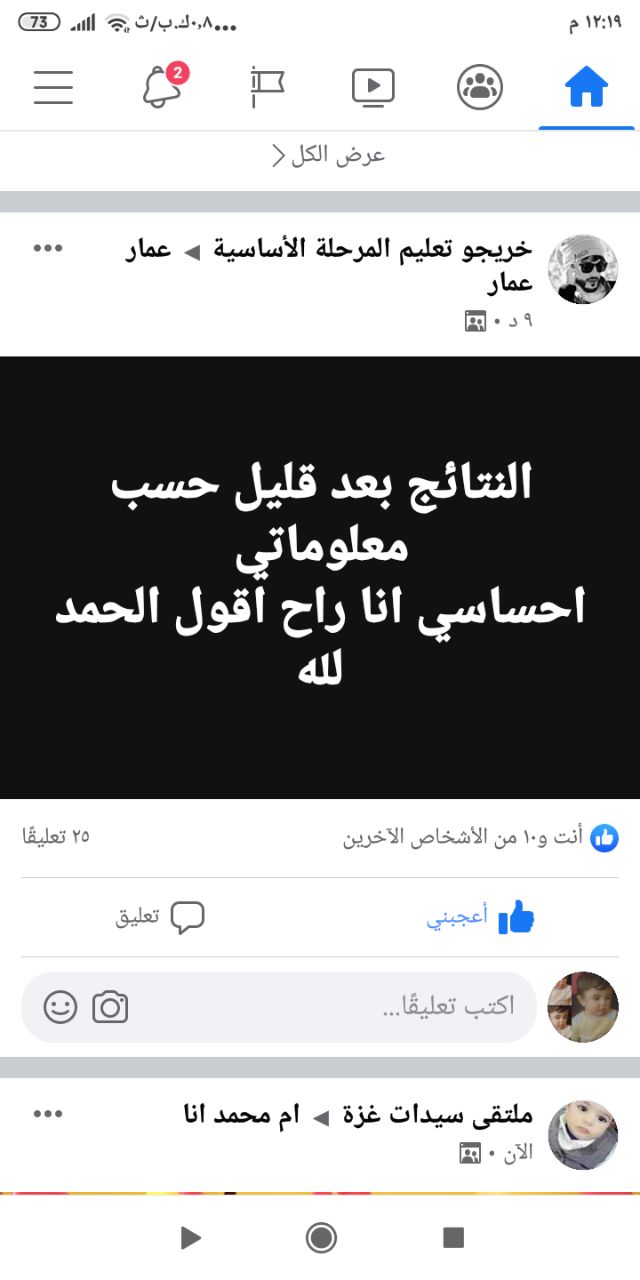 73
...٠٫٨ك.ب/ث
١٢:١٩ م
2
عرض الكل
خريجو تعليم المرحلة الأساسية ◂ عمار
عمار
٩ د •
النتائج بعد قليل حسب
معلوماتي
احساسي انا راح اقول الحمد
لله
أنت و١٠ من الأشخاص الآخرين
٢٥ تعليقًا
أعجبني
تعليق
اكتب تعليقًا...
ملتقى سيدات غزة ◂ ام محمد انا
الآن •